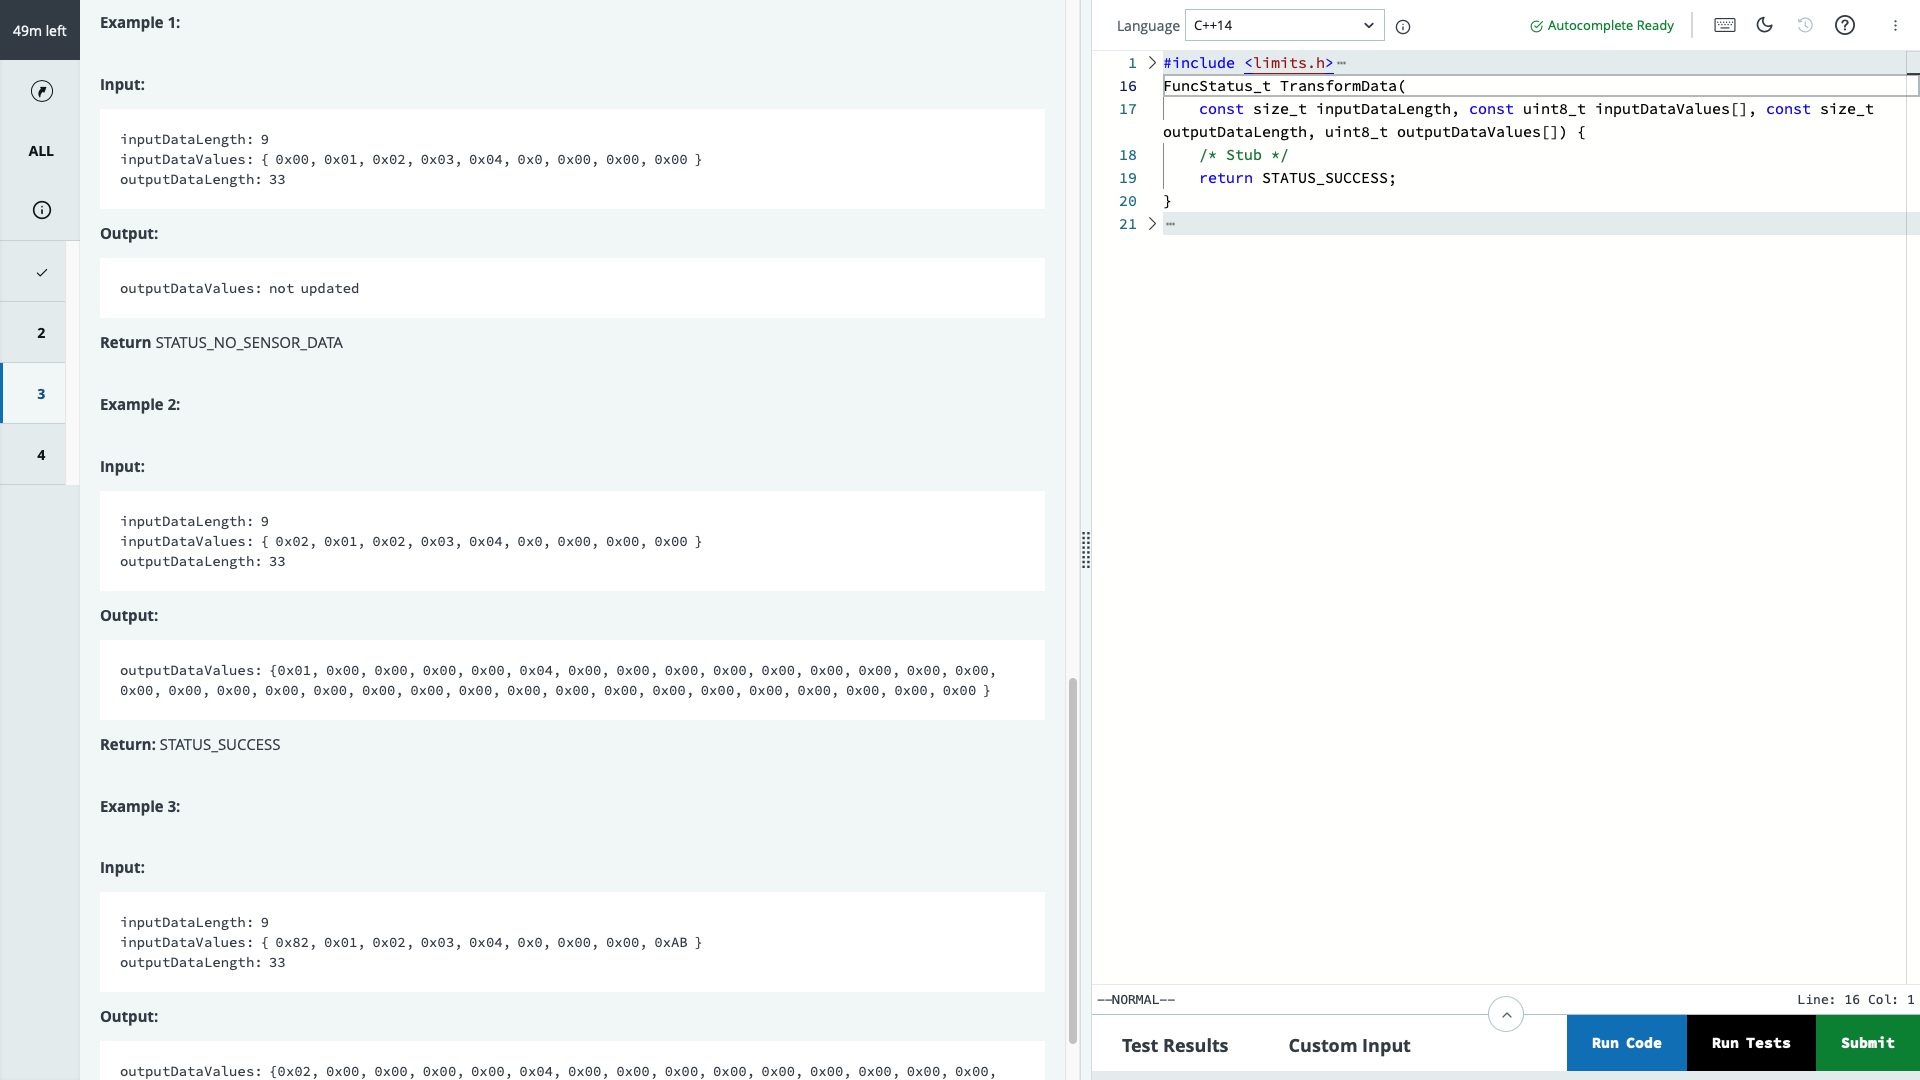 49m left
ALL
2
3
4
Example 1:
Input:
inputDataLength: 9
inputDataValues: { 0x00, 0x01, 0x02, 0x03, 0x04, 0x0, 0x00, 0x00, 0x00 }
outputDataLength: 33
Output:
outputDataValues: not updated
Return STATUS_NO_SENSOR_DATA
Example 2:
Input:
inputDataLength: 9
inputDataValues: { 0x02, 0x01, 0x02, 0x03, 0x04, 0x0, 0x00, 0x00, 0x00 }
outputDataLength: 33
Output:
outputDataValues: {0x01, 0x00, 0x00, 0x00, 0x00, 0x04, 0x00, 0x00, 0x00, 0x00, 0x00, 0x00, 0x00, 0x00, 0x00,
0x00, 0x00, 0x00, 0x00, 0x00, 0x00, 0x00, 0x00, 0x00, 0x00, 0x00, 0x00, 0x00, 0x00, 0x00, 0x00, 0x00, 0x00 }
Return: STATUS_SUCCESS
Example 3:
Input:
inputDataLength: 9
inputDataValues: { 0x82, 0x01, 0x02, 0x03, 0x04, 0x0, 0x00, 0x00, 0xAB }
outputDataLength: 33
Output:
outputDataValues: {0x02, 0x00, 0x00, 0x00, 0x00, 0x04, 0x00, 0x00, 0x00, 0x00, 0x00, 0x00, 0x00, 0x00, 0x00,
Language C++14 Autocomplete Ready
1 #include <limits.h>
16 FuncStatus_t TransformData(
17 const size_t inputDataLength, const uint8_t inputDataValues[], const size_t
outputDataLength, uint8_t outputDataValues[]) {
18 /* Stub */
19 return STATUS_SUCCESS;
20 }
21
--NORMAL-- Line: 16 Col: 1
Test Results Custom Input Run Code Run Tests Submit